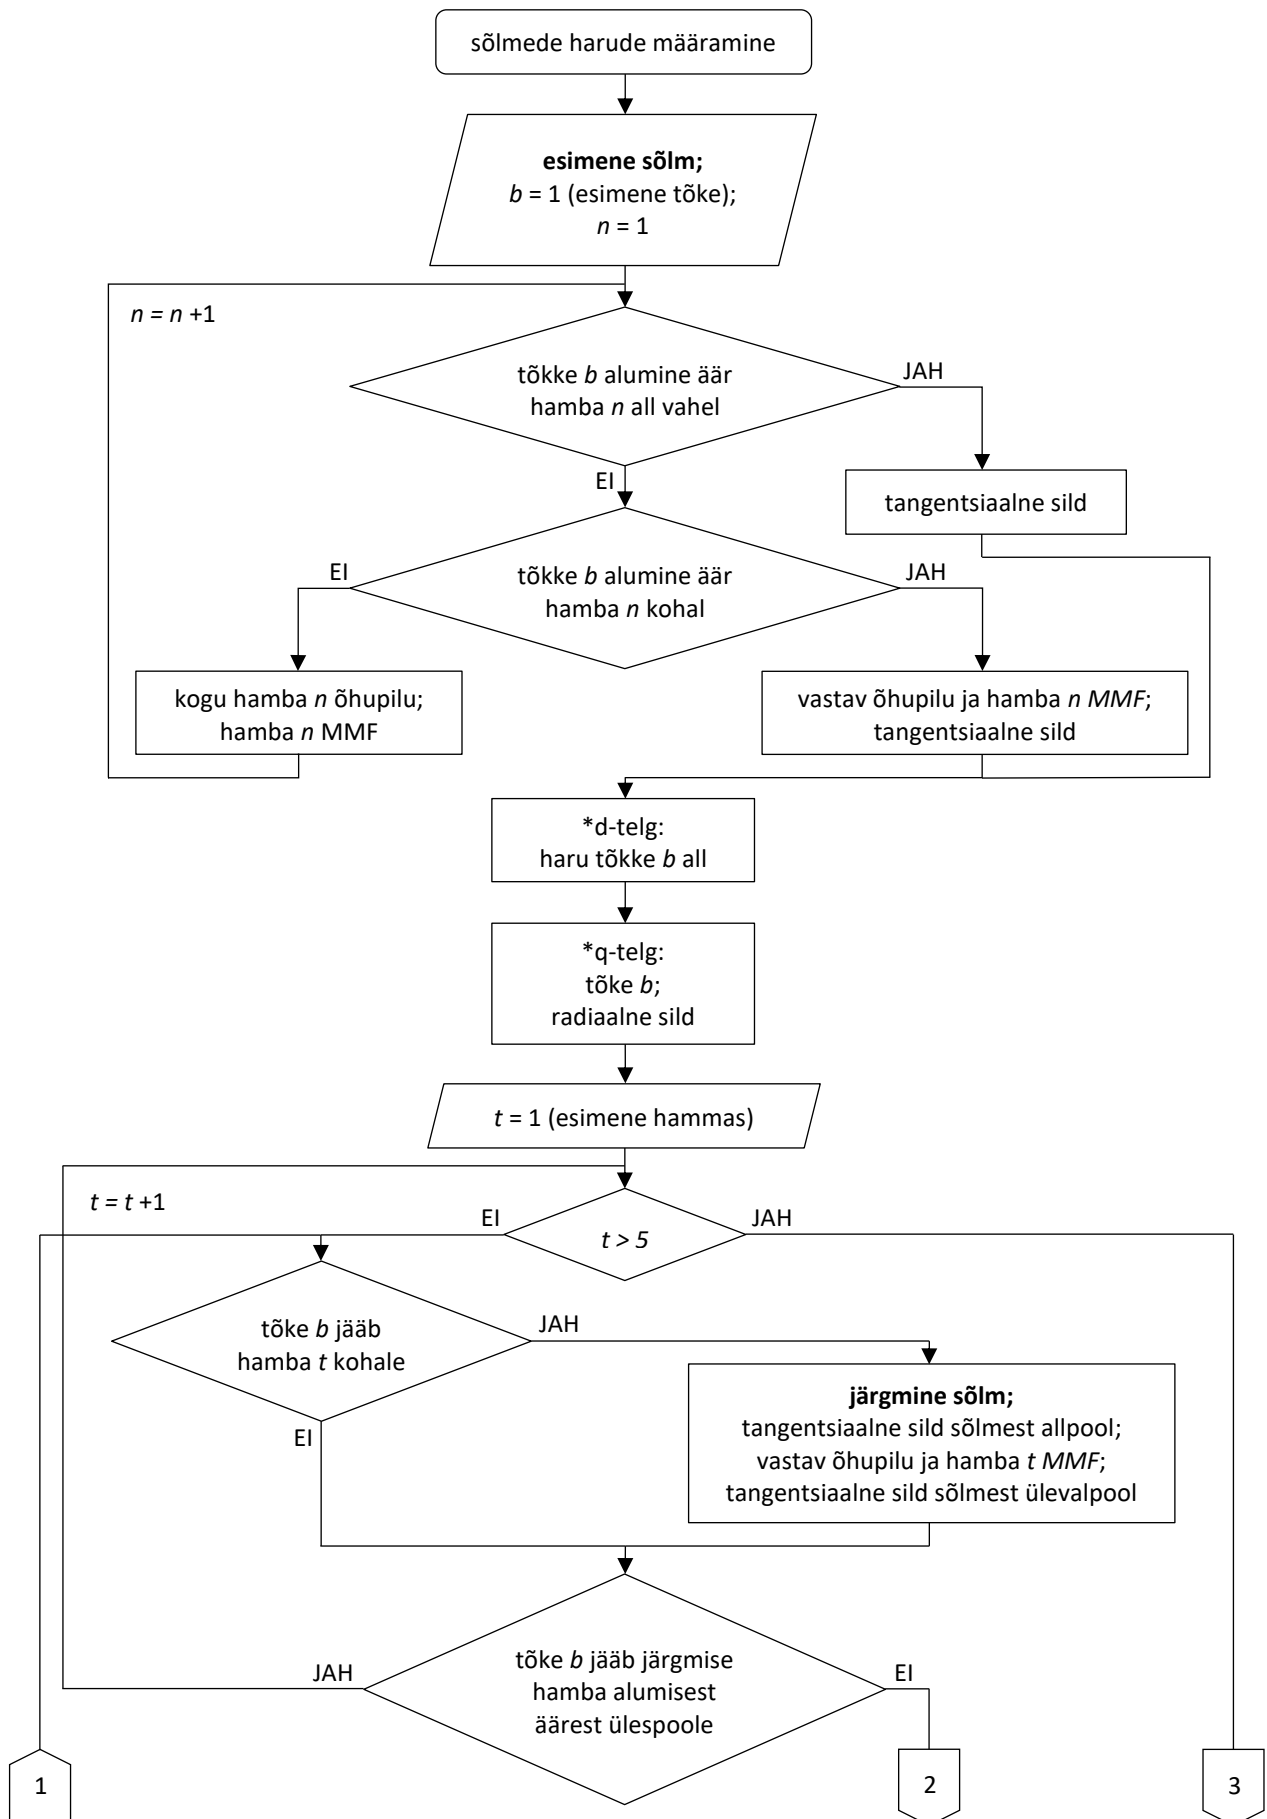 sõlmede harude määramine
esimene sõlm;
b = 1 (esimene tõke);
n = 1
n = n +1
tõkke b alumine äär
hamba n all vahel
JAH
EI
tangentsiaalne sild
tõkke b alumine äär
hamba n kohal
EI
JAH
kogu hamba n õhupilu;
hamba n MMF
vastav õhupilu ja hamba n MMF;
tangentsiaalne sild
*d-telg:
haru tõkke b all
*q-telg:
tõke b;
radiaalne sild
t = 1 (esimene hammas)
t = t +1
EI
t > 5
JAH
tõke b jääb
hamba t kohale
JAH
EI
järgmine sõlm;
tangentsiaalne sild sõlmest allpool;
vastav õhupilu ja hamba t MMF;
tangentsiaalne sild sõlmest ülevalpool
JAH
tõke b jääb järgmise
hamba alumisest
äärest ülespoole
EI
1
2
3